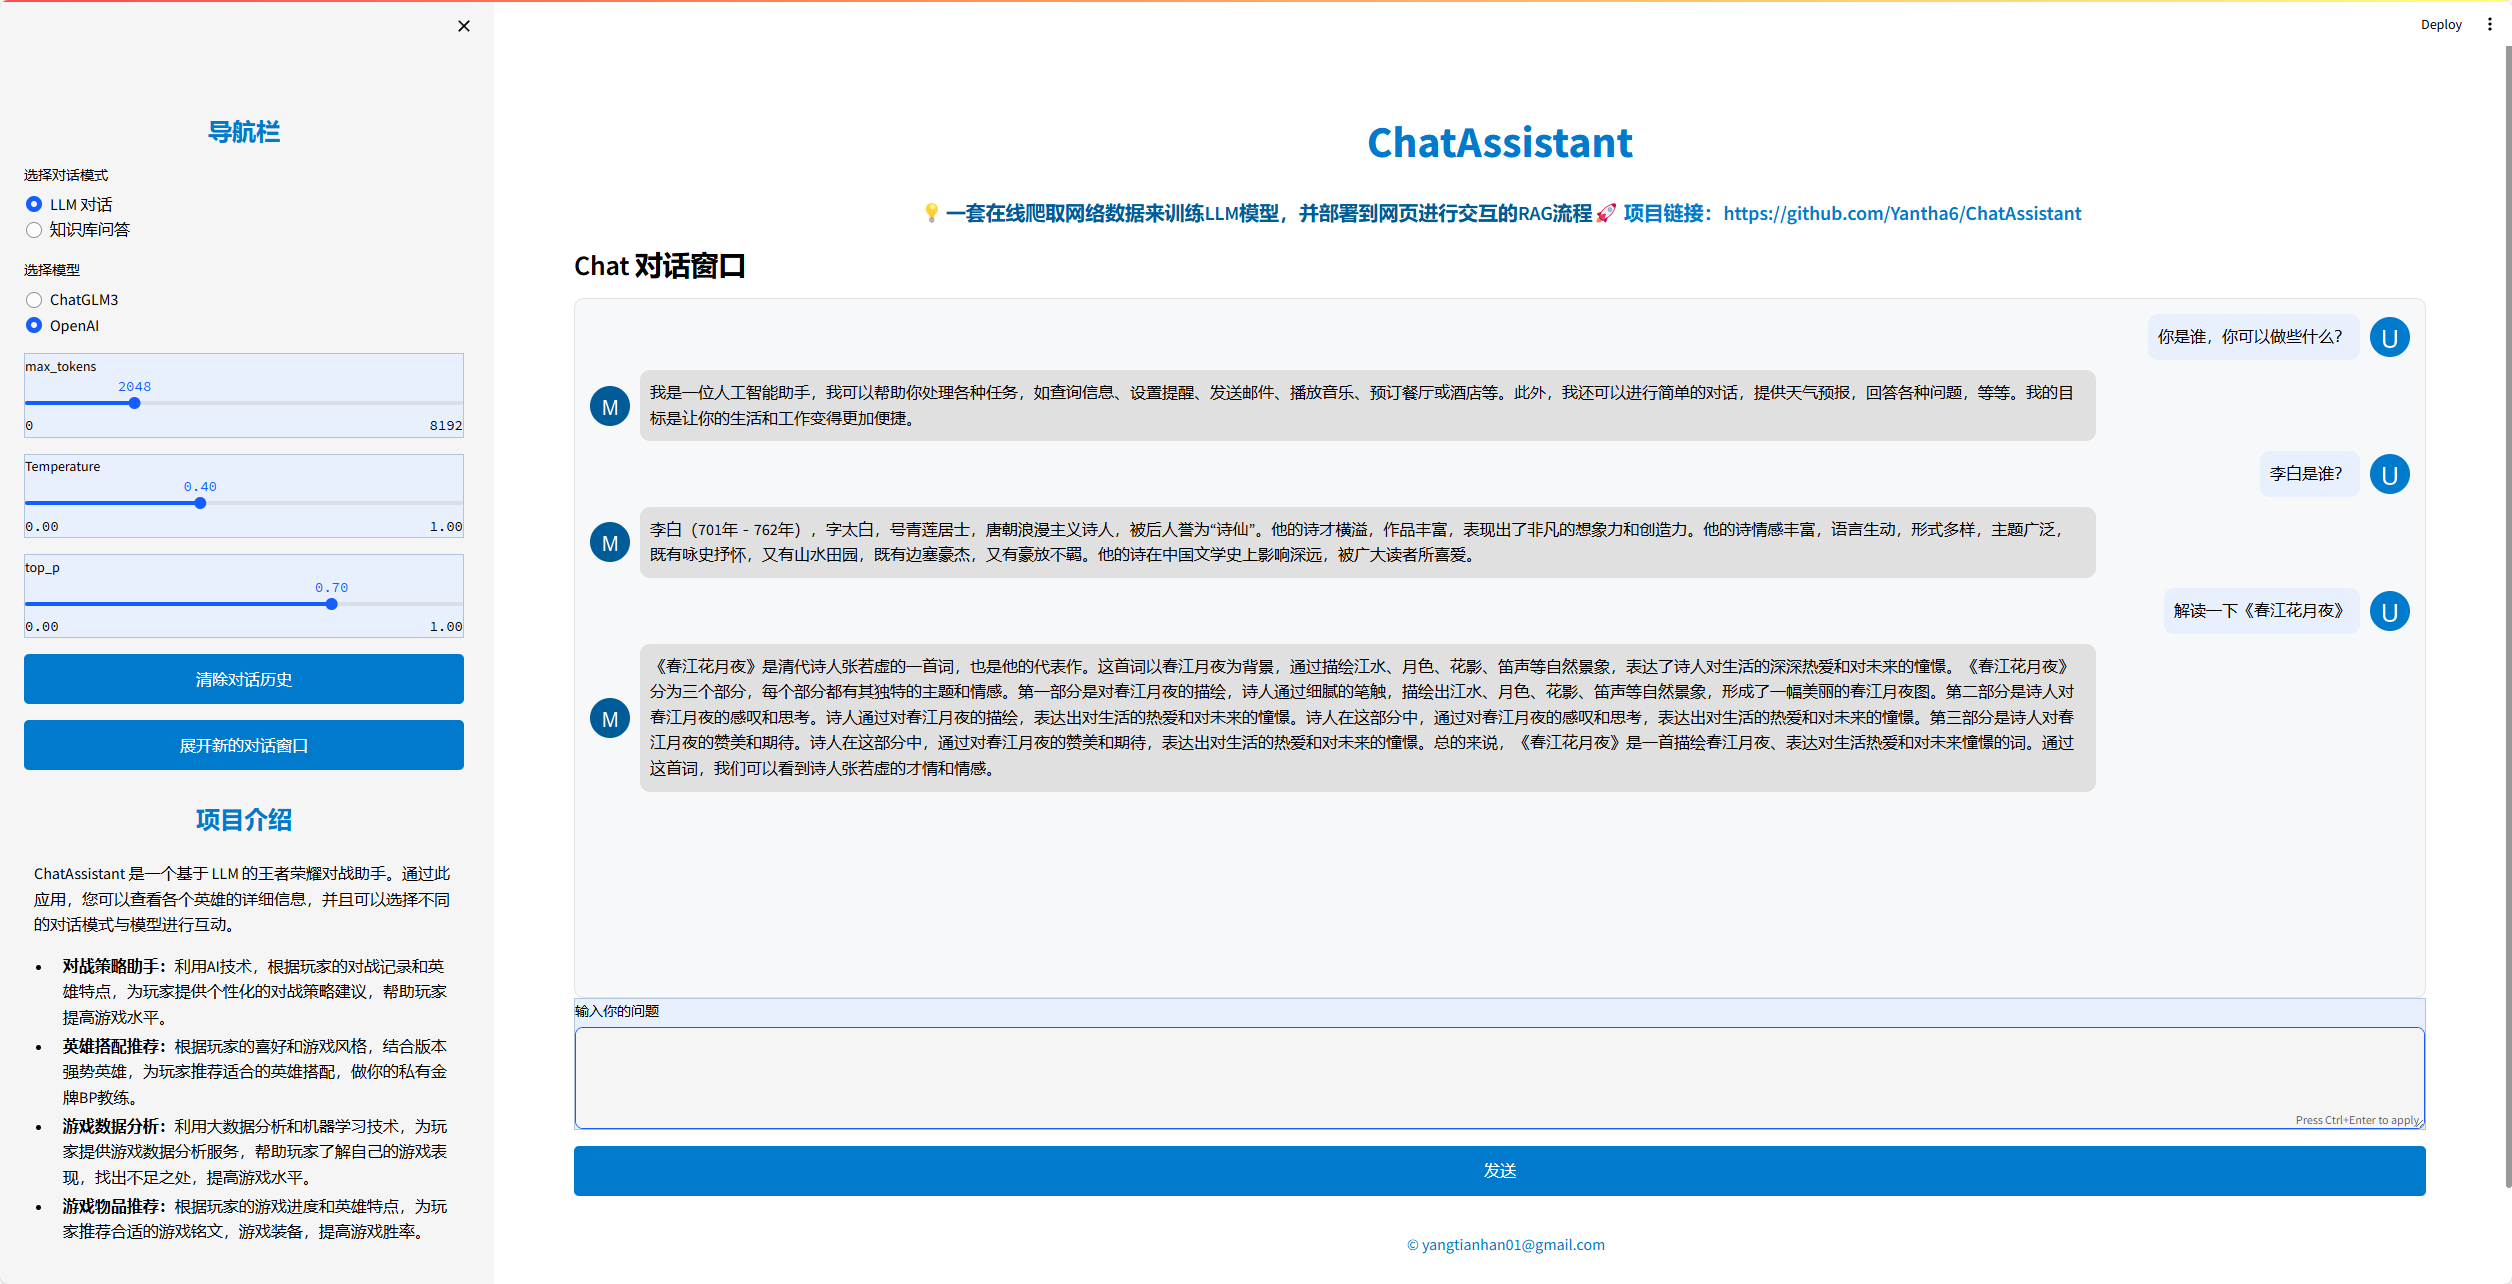 导航栏
选择对话模式
LLM 对话
知识库问答
选择模型
ChatGLM3
OpenAI
max_tokens
2048
0 8192
Temperature
0.40
0.00 1.00
top_p
0.70
0.00 1.00
清除对话历史
展开新的对话窗口
项目介绍
ChatAssistant 是一个基于 LLM 的王者荣耀对战助手。通过此
应用，您可以查看各个英雄的详细信息，并且可以选择不同
的对话模式与模型进行互动。
• 对战策略助手：利用AI技术，根据玩家的对战记录和英
雄特点，为玩家提供个性化的对战策略建议，帮助玩家
提高游戏水平。
• 英雄搭配推荐：根据玩家的喜好和游戏风格，结合版本
强势英雄，为玩家推荐适合的英雄搭配，做你的私有金
牌BP教练。
• 游戏数据分析：利用大数据分析和机器学习技术，为玩
家提供游戏数据分析服务，帮助玩家了解自己的游戏表
现，找出不足之处，提高游戏水平。
• 游戏物品推荐：根据玩家的游戏进度和英雄特点，为玩
家推荐合适的游戏铭文，游戏装备，提高游戏胜率。
Deploy
ChatAssistant
💡 一套在线爬取网络数据来训练LLM模型，并部署到网页进行交互的RAG流程 🚀 项目链接：https://github.com/Yantha6/ChatAssistant
Chat 对话窗口
你是谁，你可以做些什么？
U
M
我是一位人工智能助手，我可以帮助你处理各种任务，如查询信息、设置提醒、发送邮件、播放音乐、预订餐厅或酒店等。此外，我还可以进行简单的对话，提供天气预报，回答各种问题，等等。我的目
标是让你的生活和工作变得更加便捷。
李白是谁？
U
M
李白（701年 - 762年），字太白，号青莲居士，唐朝浪漫主义诗人，被后人誉为“诗仙”。他的诗才横溢，作品丰富，表现出了非凡的想象力和创造力。他的诗情感丰富，语言生动，形式多样，主题广泛，
既有咏史抒怀，又有山水田园，既有边塞豪杰，又有豪放不羁。他的诗在中国文学史上影响深远，被广大读者所喜爱。
解读一下《春江花月夜》
U
M
《春江花月夜》是清代诗人张若虚的一首词，也是他的代表作。这首词以春江月夜为背景，通过描绘江水、月色、花影、笛声等自然景象，表达了诗人对生活的深深热爱和对未来的憧憬。《春江花月夜》
分为三个部分，每个部分都有其独特的主题和情感。第一部分是对春江月夜的描绘，诗人通过细腻的笔触，描绘出江水、月色、花影、笛声等自然景象，形成了一幅美丽的春江月夜图。第二部分是诗人对
春江月夜的感叹和思考。诗人通过对春江月夜的描绘，表达出对生活的热爱和对未来的憧憬。诗人在这部分中，通过对春江月夜的感叹和思考，表达出对生活的热爱和对未来的憧憬。第三部分是诗人对春
江月夜的赞美和期待。诗人在这部分中，通过对春江月夜的赞美和期待，表达出对生活的热爱和对未来的憧憬。总的来说，《春江花月夜》是一首描绘春江月夜、表达对生活热爱和对未来憧憬的词。通过
这首词，我们可以看到诗人张若虚的才情和情感。
输入你的问题
Press Ctrl+Enter to apply
发送
© yangtianhan01@gmail.com